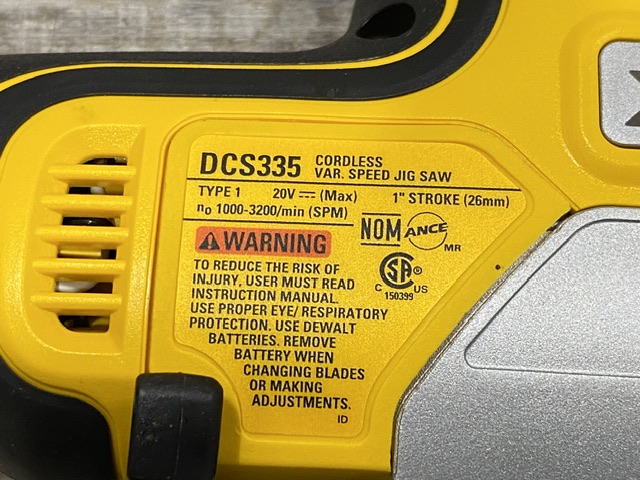 DCS335 CORDLESS
VAR. SPEED JIG SAW
TYPE 1 20V ⎓ (Max) 1" STROKE (26mm)
n₀ 1000-3200/min (SPM)
NOM ANCE MR
WARNING
TO REDUCE THE RISK OF
INJURY, USER MUST READ
INSTRUCTION MANUAL.
USE PROPER EYE/ RESPIRATORY
PROTECTION. USE DEWALT
BATTERIES. REMOVE
BATTERY WHEN
CHANGING BLADES
OR MAKING
ADJUSTMENTS.
ID
CSA®
C US
150399